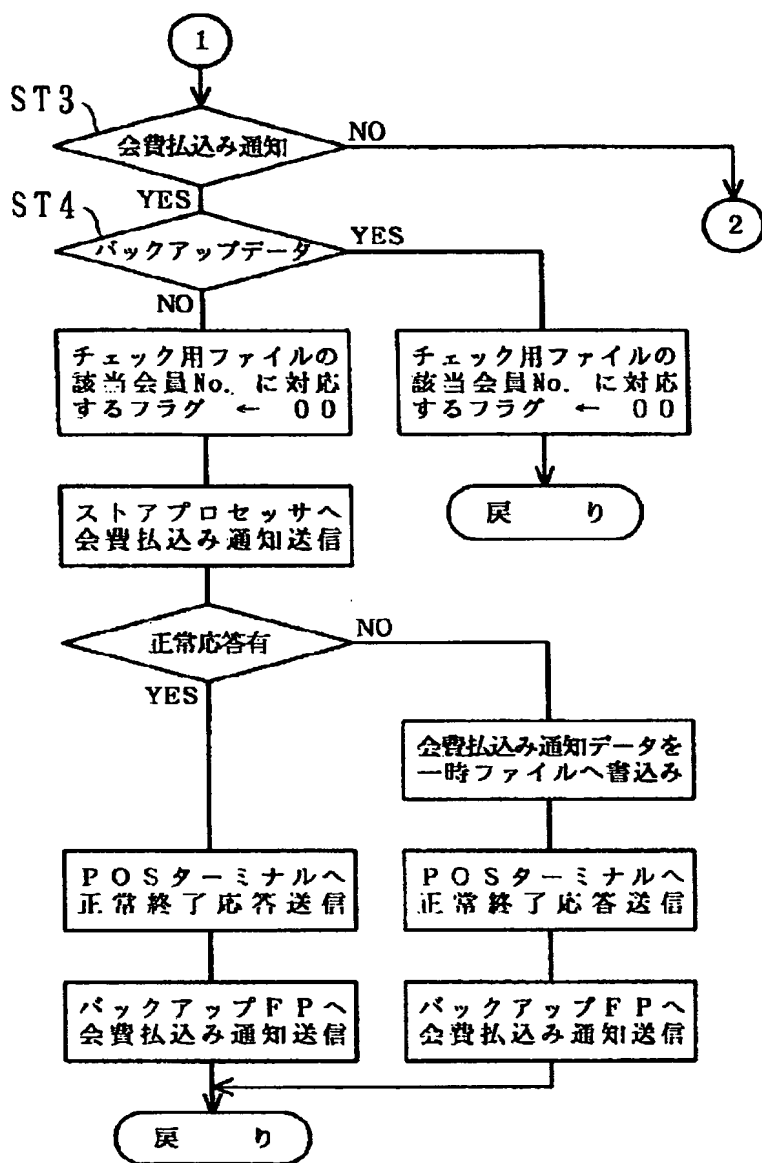 1
ST3
会費払込み通知
NO
YES
2
ST4
バックアップデータ
YES
NO
チェック用ファイルの
該当会員No. に対応
するフラグ ← 00
チェック用ファイルの
該当会員No. に対応
するフラグ ← 00
ストアプロセッサへ
会費払込み通知送信
戻 り
正常応答有
NO
YES
会費払込み通知データを
一時ファイルへ書込み
POSターミナルへ
正常終了応答送信
POSターミナルへ
正常終了応答送信
バックアップFPへ
会費払込み通知送信
バックアップFPへ
会費払込み通知送信
戻 り